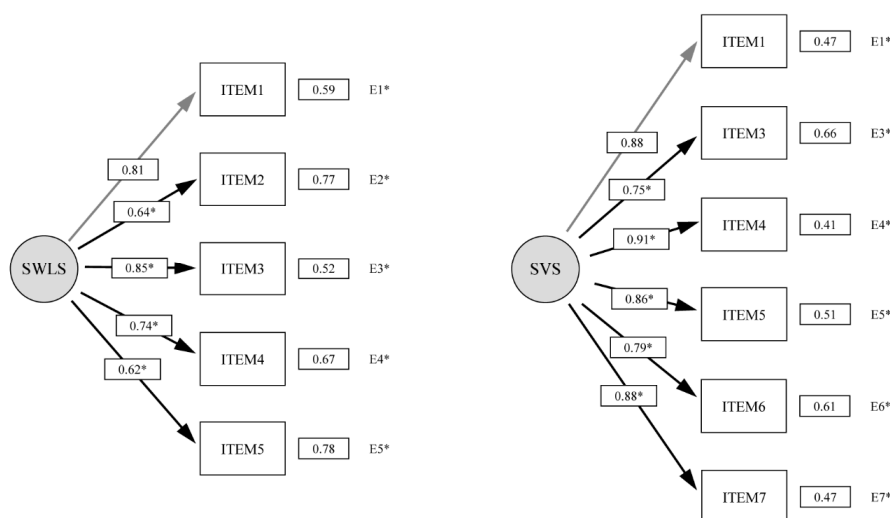 SWLS
0.81
0.64*
0.85*
0.74*
0.62*
ITEM1 0.59 E1*
ITEM2 0.77 E2*
ITEM3 0.52 E3*
ITEM4 0.67 E4*
ITEM5 0.78 E5*
SVS
0.88
0.75*
0.91*
0.86*
0.79*
0.88*
ITEM1 0.47 E1*
ITEM3 0.66 E3*
ITEM4 0.41 E4*
ITEM5 0.51 E5*
ITEM6 0.61 E6*
ITEM7 0.47 E7*